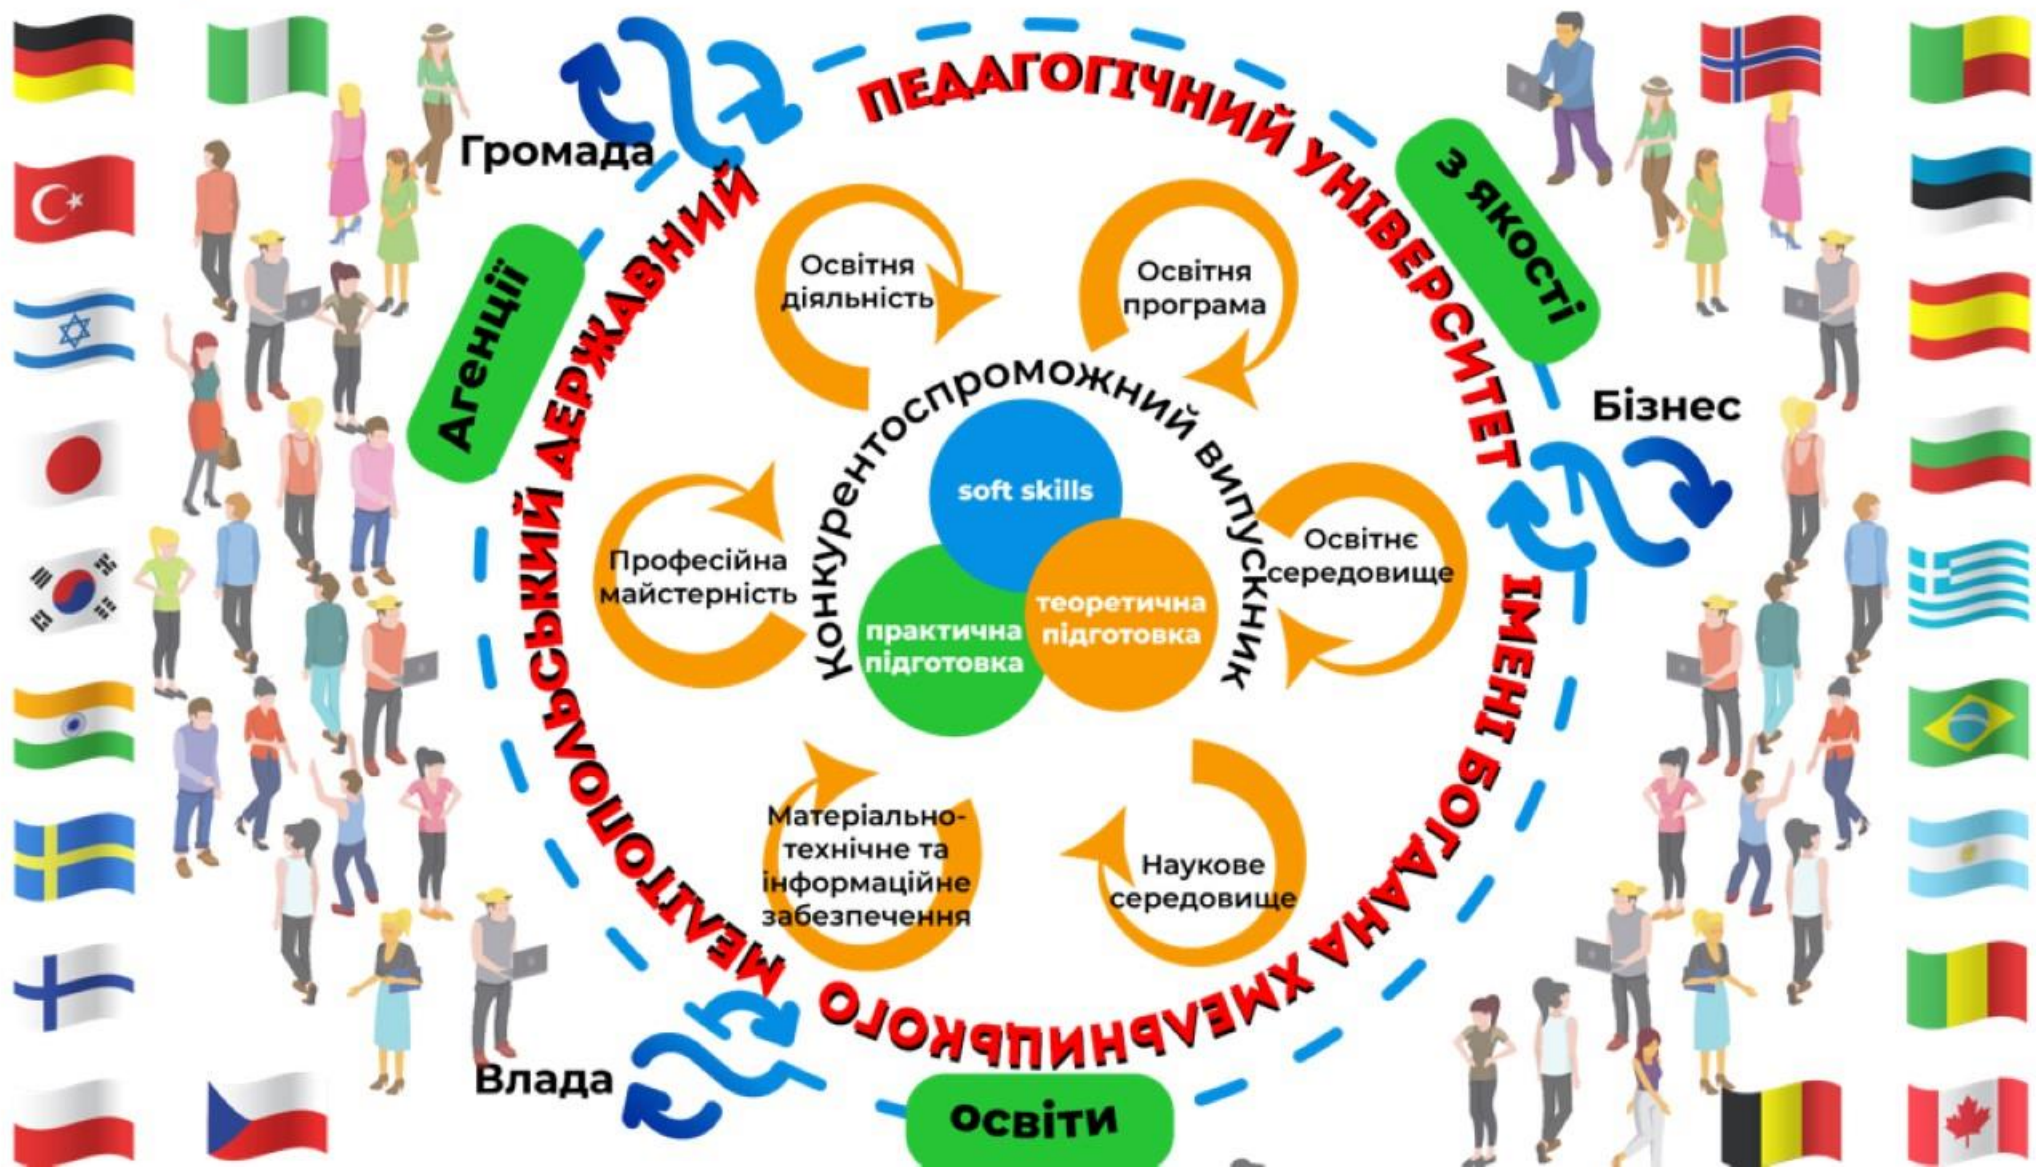 Громада
Агенції
з якості
Бізнес
Влада
освіти
МЕЛІТОПОЛЬСЬКИЙ ДЕРЖАВНИЙ
ПЕДАГОГІЧНИЙ УНІВЕРСИТЕТ
ІМЕНІ БОГДАНА ХМЕЛЬНИЦЬКОГО
Освітня
діяльність
Освітня
програма
Освітнє
середовище
Наукове
середовище
Матеріально-
технічне та
інформаційне
забезпечення
Професійна
майстерність
Конкурентоспроможний випускник
soft skills
практична
підготовка
теоретична
підготовка